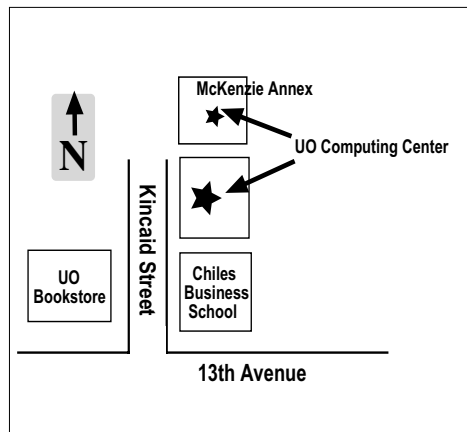 McKenzie Annex
UO Computing Center
N
Kincaid Street
UO
Bookstore
Chiles
Business
School
13th Avenue